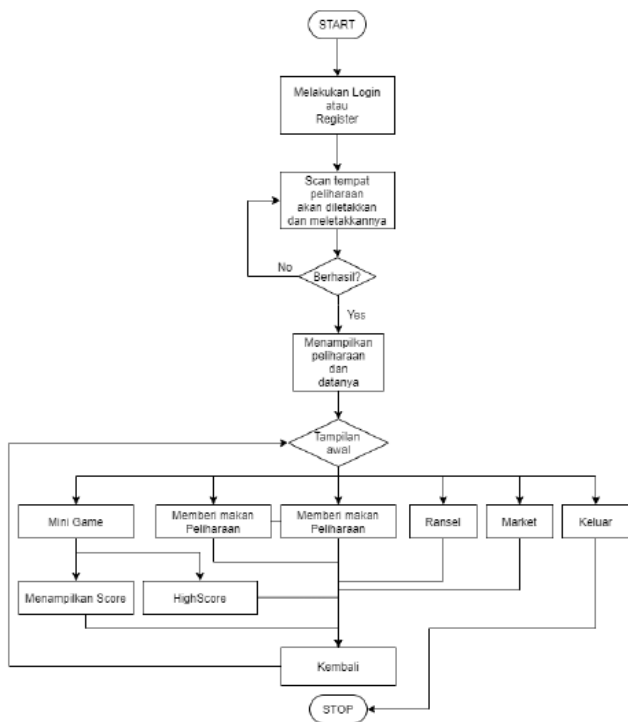 START
Melakukan Login
atau
Register
Scan tempat
peliharaan
akan diletakkan
dan meletakkannya
No
Berhasil?
Yes
Menampilkan
peliharaan
dan
datanya
Tampilan
awal
Mini Game
Memberi makan
Peliharaan
Memberi makan
Peliharaan
Ransel
Market
Keluar
Menampilkan Score
HighScore
Kembali
STOP